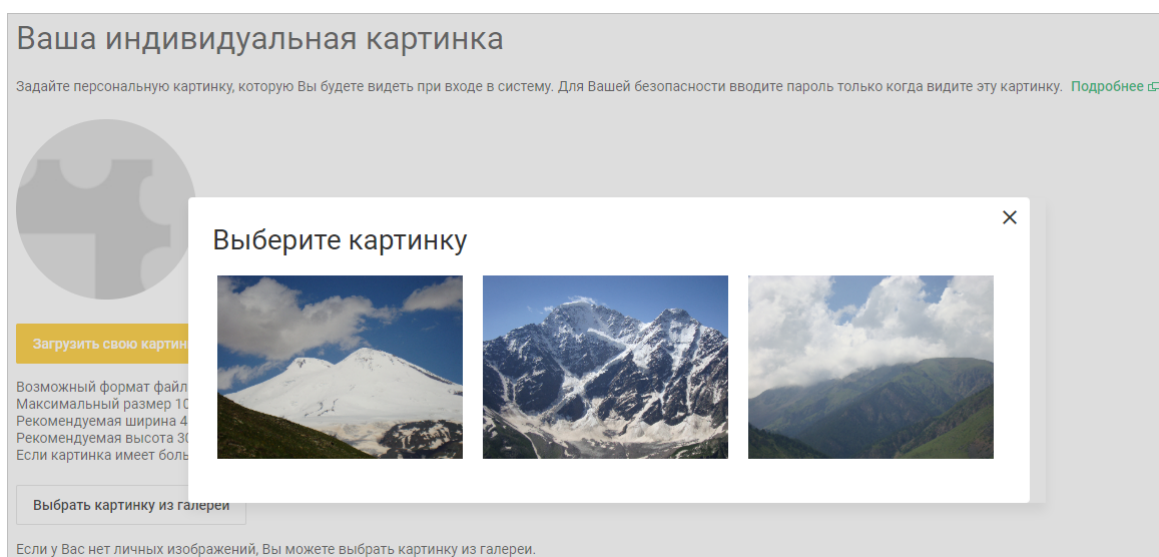 Ваша индивидуальная картинка
Задайте персональную картинку, которую Вы будете видеть при входе в систему. Для Вашей безопасности вводите пароль только когда видите эту картинку. Подробнее
Выберите картинку
Загрузить свою картин
Возможный формат файл
Максимальный размер 10
Рекомендуемая ширина 4
Рекомендуемая высота 30
Если картинка имеет боль
Выбрать картинку из галереи
Если у Вас нет личных изображений, Вы можете выбрать картинку из галереи.